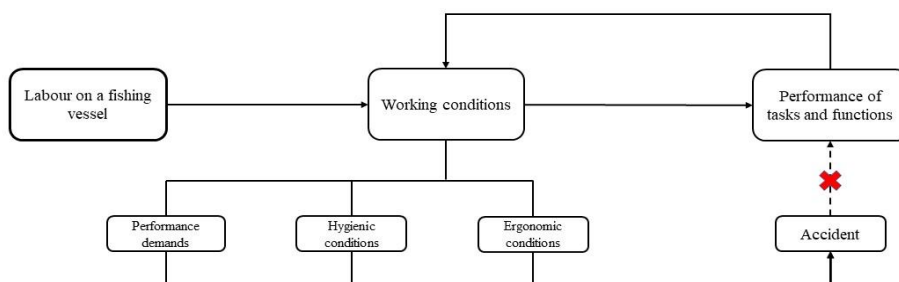 Labour on a fishing
vessel
Working conditions
Performance of
tasks and functions
Performance
demands
Hygienic
conditions
Ergonomic
conditions
Accident